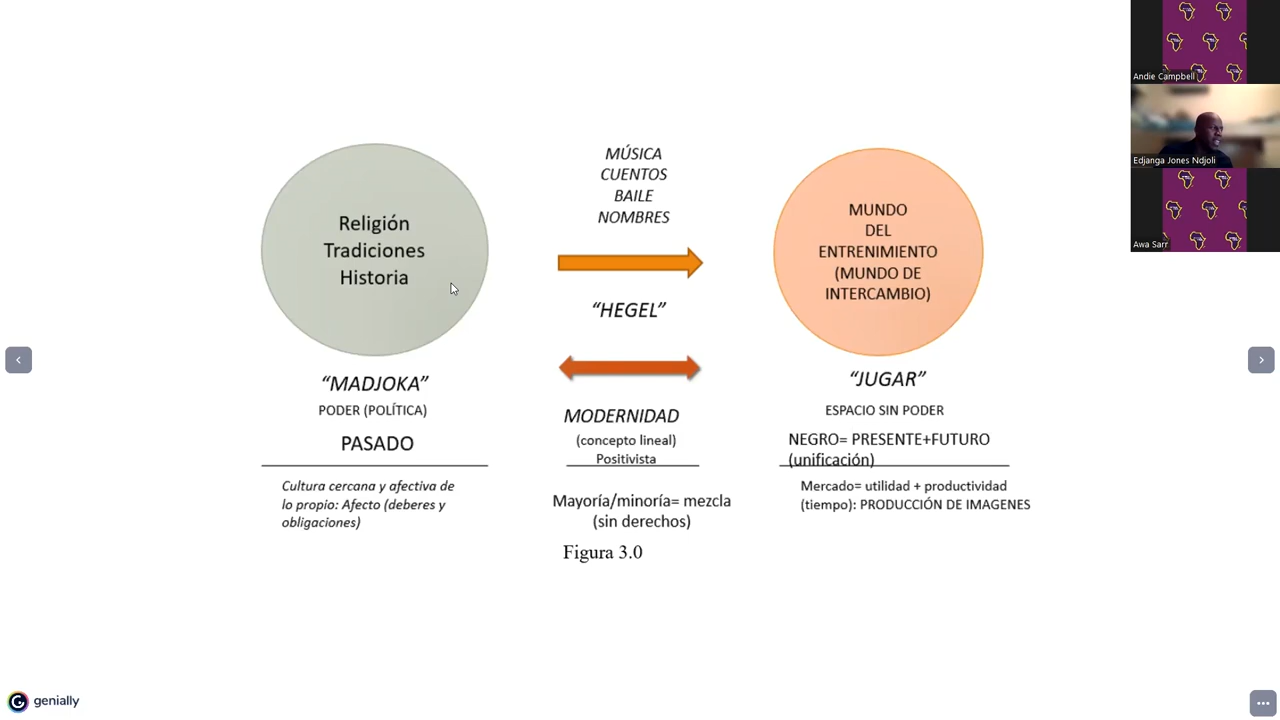 Religión
Tradiciones
Historia
“MADJOKA”
PODER (POLÍTICA)
PASADO
Cultura cercana y afectiva de
lo propio: Afecto (deberes y
obligaciones)
MÚSICA
CUENTOS
BAILE
NOMBRES
“HEGEL”
MODERNIDAD
(concepto lineal)
Positivista
Mayoría/minoría= mezcla
(sin derechos)
Figura 3.0
MUNDO
DEL
ENTRENIMIENTO
(MUNDO DE
INTERCAMBIO)
“JUGAR”
ESPACIO SIN PODER
NEGRO= PRESENTE+FUTURO
(unificación)
Mercado= utilidad + productividad
(tiempo): PRODUCCIÓN DE IMAGENES
Andie Campbell
Edjanga Jones Ndjoli
Awa Sarr
genially